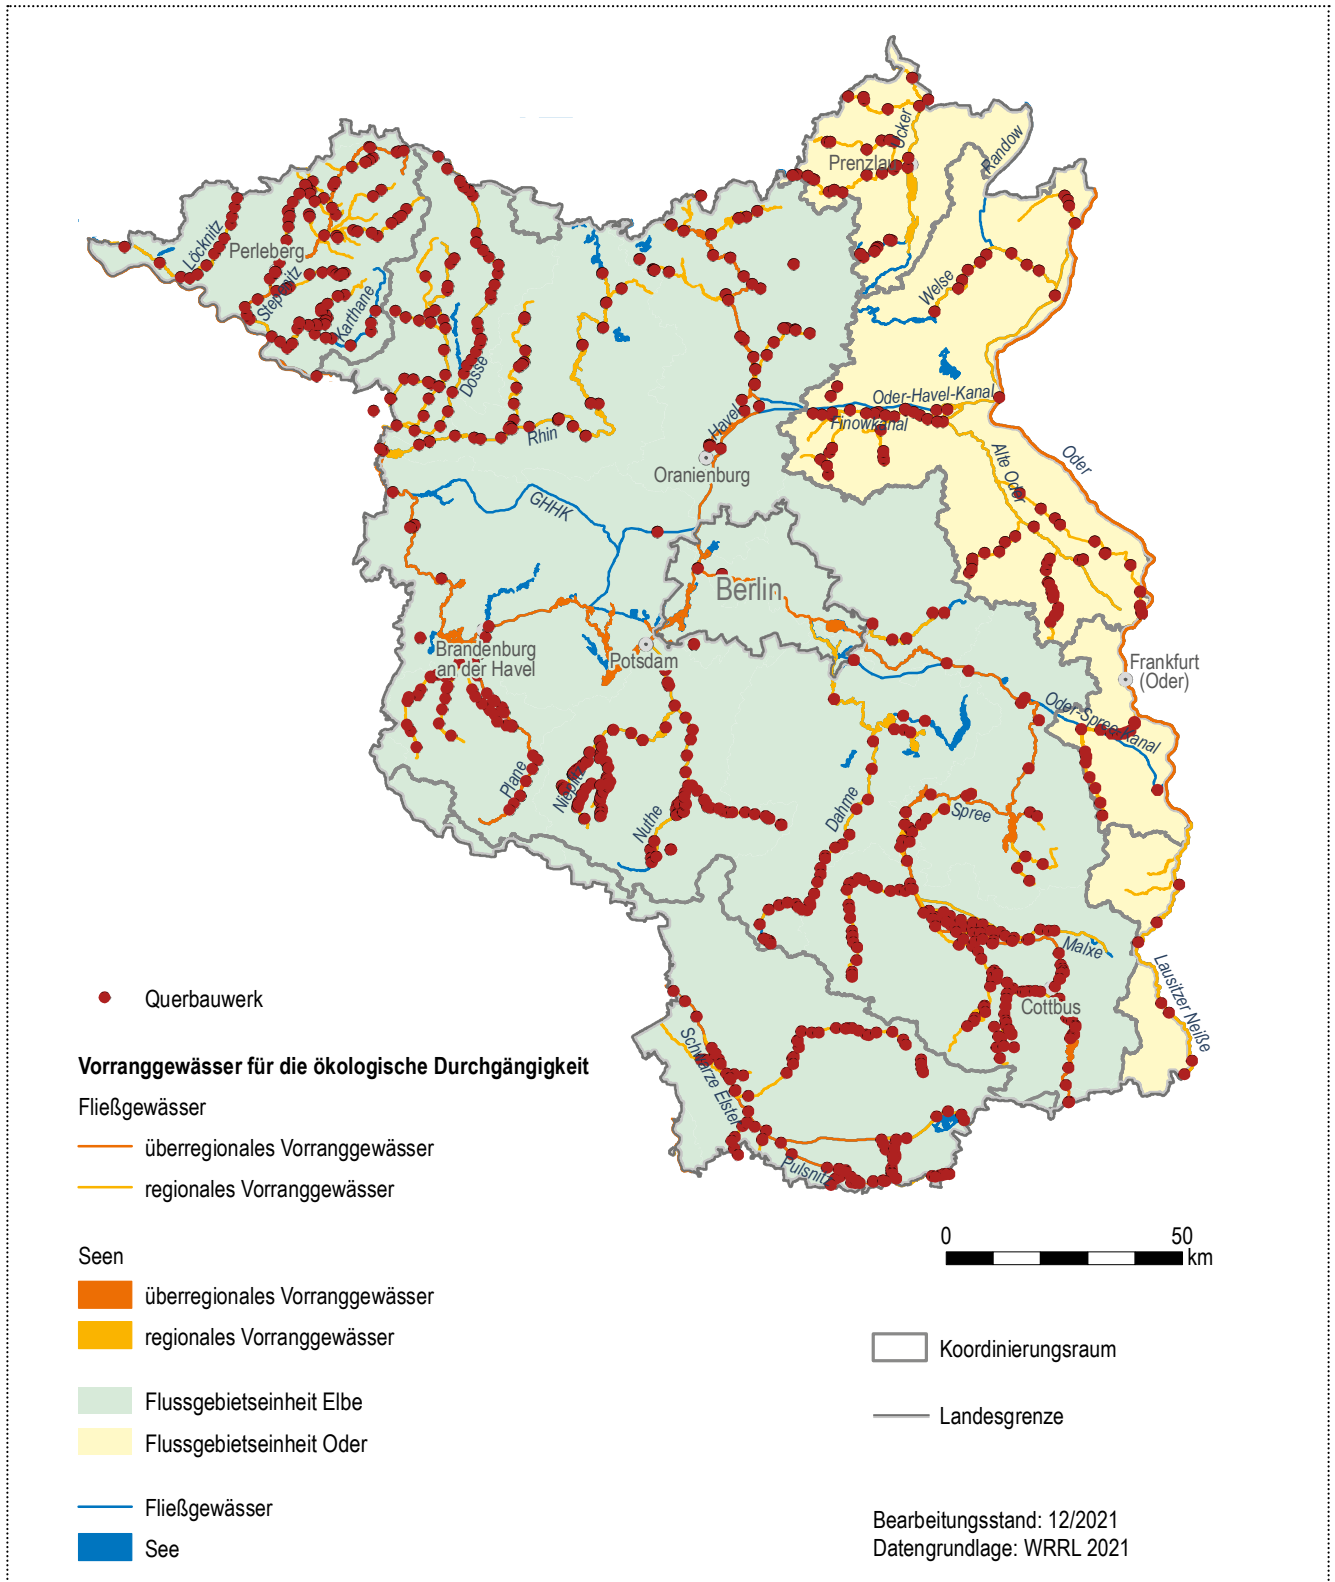 Ucker
Randow
Prenzlau
Löcknitz
Perleberg
Stepenitz
Karthane
Welse
Dosse
Oder-Havel-Kanal
Finowkanal
Havel
Rhin
Oder
Alte Oder
Oranienburg
GHHK
Berlin
Brandenburg
an der Havel
Potsdam
Frankfurt
(Oder)
Oder-Spree-Kanal
Plane
Nieplitz
Nuthe
Dahme
Spree
Malxe
Lausitzer Neiße
Cottbus
Schwarze Elster
Pulsnitz
Querbauwerk
Vorranggewässer für die ökologische Durchgängigkeit
Fließgewässer
überregionales Vorranggewässer
regionales Vorranggewässer
Seen
überregionales Vorranggewässer
regionales Vorranggewässer
Flussgebietseinheit Elbe
Flussgebietseinheit Oder
Fließgewässer
See
0 50
km
Koordinierungsraum
Landesgrenze
Bearbeitungsstand: 12/2021
Datengrundlage: WRRL 2021